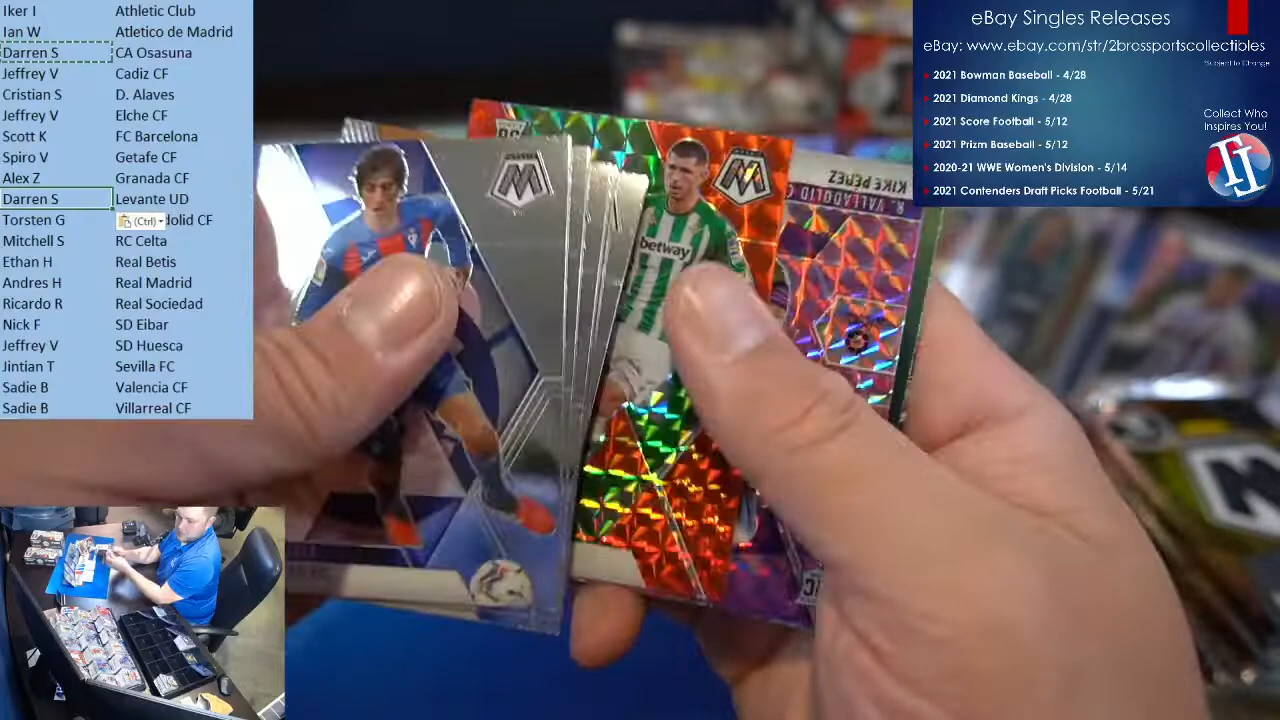 Iker I Athletic Club
Ian W Atletico de Madrid
Darren S CA Osasuna
Jeffrey V Cadiz CF
Cristian S D. Alaves
Jeffrey V Elche CF
Scott K FC Barcelona
Spiro V Getafe CF
Alex Z Granada CF
Darren S Levante UD
Torsten G (Ctrl) dolid CF
Mitchell S RC Celta
Ethan H Real Betis
Andres H Real Madrid
Ricardo R Real Sociedad
Nick F SD Eibar
Jeffrey V SD Huesca
Jintian T Sevilla FC
Sadie B Valencia CF
Sadie B Villarreal CF
eBay Singles Releases
eBay: www.ebay.com/str/2brossportscollectibles
*Subject to Change
2021 Bowman Baseball - 4/28
2021 Diamond Kings - 4/28
2021 Score Football - 5/12
2021 Prizm Baseball - 5/12
2020-21 WWE Women's Division - 5/14
2021 Contenders Draft Picks Football - 5/21
Collect Who
Inspires You!
KIKE PEREZ
R. VALLADOLID C
MOSAIC
betway